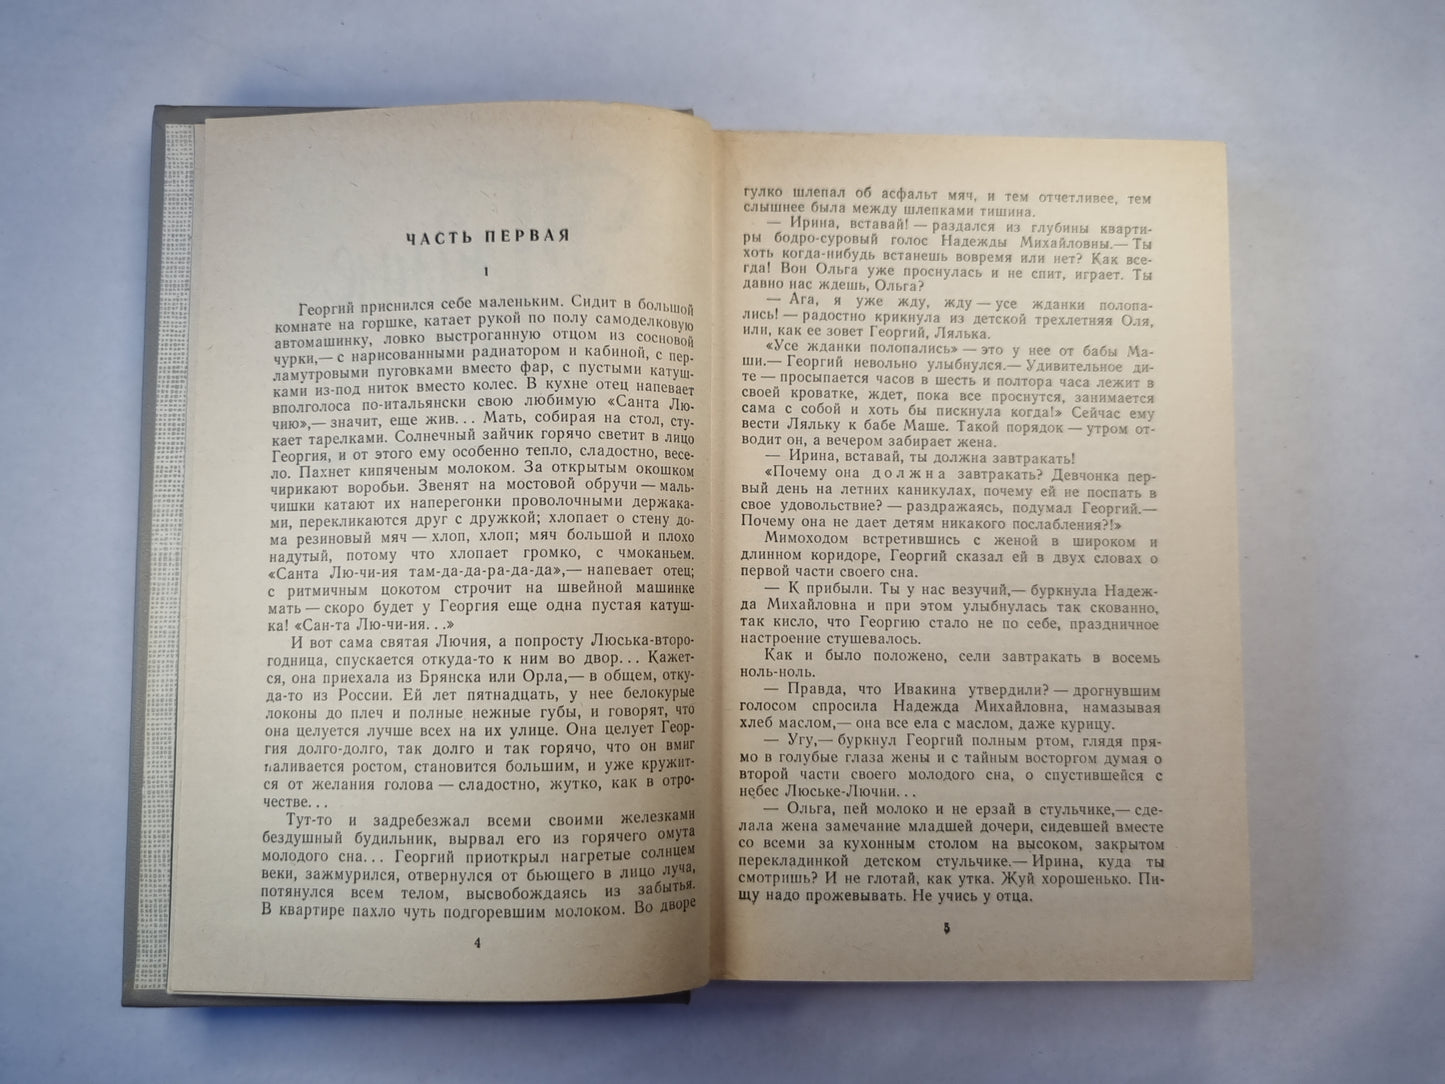 ЧАСТЬ ПЕРВАЯ
1
Георгий приснился себе маленьким. Сидит в большой
комнате на горшке, катает рукой по полу самоделковую
автомашинку, ловко выстроганную отцом из сосновой
чурки,— с нарисованными радиатором и кабиной, с пер-
ламутровыми пуговками вместо фар, с пустыми катуш-
ками из-под ниток вместо колес. В кухне отец напевает
вполголоса по-итальянски свою любимую «Санта Лю-
чию»,— значит, еще жив... Мать, собирая на стол, сту-
кает тарелками. Солнечный зайчик горячо светит в лицо
Георгия, и от этого ему особенно тепло, сладостно, весе-
ло. Пахнет кипяченым молоком. За открытым окошком
чирикают воробьи. Звенят на мостовой обручи — маль-
чишки катают их наперегонки проволочными держака-
ми, перекликаются друг с дружкой; хлопает о стену до-
ма резиновый мяч — хлоп, хлоп; мяч большой и плохо
надутый, потому что хлопает громко, с чмоканьем.
«Санта Лю-чи-ия там-да-да-ра-да-да»,— напевает отец;
с ритмичным цокотом строчит на швейной машинке
мать — скоро будет у Георгия еще одна пустая катуш-
ка! «Сан-та Лю-чи-ия...»
И вот сама святая Лючия, а попросту Люська-второ-
годница, спускается откуда-то к ним во двор... Кажет-
ся, она приехала из Брянска или Орла,— в общем, отку-
да-то из России. Ей лет пятнадцать, у нее белокурые
локоны до плеч и полные нежные губы, и говорят, что
она целуется лучше всех на их улице. Она целует Геор-
гия долго-долго, так долго и так горячо, что он вмиг
наливается ростом, становится большим, и уже кружит-
ся от желания голова — сладостно, жутко, как в отро-
честве...
Тут-то и задребезжал всеми своими железками
бездушный будильник, вырвал его из горячего омута
молодого сна... Георгий приоткрыл нагретые солнцем
веки, зажмурился, отвернулся от бьющего в лицо луча,
потянулся всем телом, высвобождаясь из забытья.
В квартире пахло чуть подгоревшим молоком. Во дворе
4
гулко шлепал об асфальт мяч, и тем отчетливее, тем
слышнее была между шлепками тишина.
— Ирина, вставай! — раздался из глубины кварти-
ры бодро-суровый голос Надежды Михайловны.— Ты
хоть когда-нибудь встанешь вовремя или нет? Как все-
гда! Вон Ольга уже проснулась и не спит, играет. Ты
давно нас ждешь, Ольга?
— Ага, я уже жду, жду — усе жданки полопа-
лись! — радостно крикнула из детской трехлетняя Оля,
или, как ее зовет Георгий, Лялька.
«Усе жданки полопались» — это у нее от бабы Ма-
ши.— Георгий невольно улыбнулся.— Удивительное ди-
те — просыпается часов в шесть и полтора часа лежит в
своей кроватке, ждет, пока все проснутся, занимается
сама с собой и хоть бы пискнула когда!» Сейчас ему
вести Ляльку к бабе Маше. Такой порядок — утром от-
водит он, а вечером забирает жена.
— Ирина, вставай, ты должна завтракать!
«Почему она должна завтракать? Девчонка пер-
вый день на летних каникулах, почему ей не поспать в
свое удовольствие? — раздражаясь, подумал Георгий.—
Почему она не дает детям никакого послабления?!»
Мимоходом встретившись с женой в широком и
длинном коридоре, Георгий сказал ей в двух словах о
первой части своего сна.
— К прибыли. Ты у нас везучий,— буркнула Надеж-
да Михайловна и при этом улыбнулась так скованно,
так кисло, что Георгию стало не по себе, праздничное
настроение стушевалось.
Как и было положено, сели завтракать в восемь
ноль-ноль.
— Правда, что Ивакина утвердили? — дрогнувшим
голосом спросила Надежда Михайловна, намазывая
хлеб маслом,— она все ела с маслом, даже курицу.
— Угу,— буркнул Георгий полным ртом, глядя пря-
мо в голубые глаза жены и с тайным восторгом думая о
второй части своего молодого сна, о спустившейся с
небес Люське-Лючии...
— Ольга, пей молоко и не ерзай в стульчике,— сде-
лала жена замечание младшей дочери, сидевшей вместе
со всеми за кухонным столом на высоком, закрытом
перекладинкой детском стульчике.— Ирина, куда ты
смотришь? И не глотай, как утка. Жуй хорошенько. Пи-
щу надо прожевывать. Не учись у отца.
5